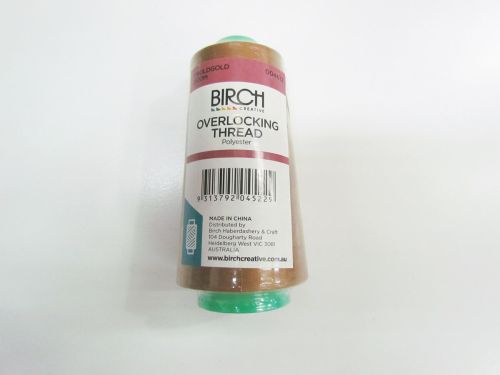 BIRCH
CREATIVE
OVERLOCKING
THREAD
Polyester
9 313792 045225
MADE IN CHINA
Distributed by
Birch Haberdashery & Craft
104 Dougharty Road
Heidelberg West VIC 3081
AUSTRALIA
www.birchcreative.com.au